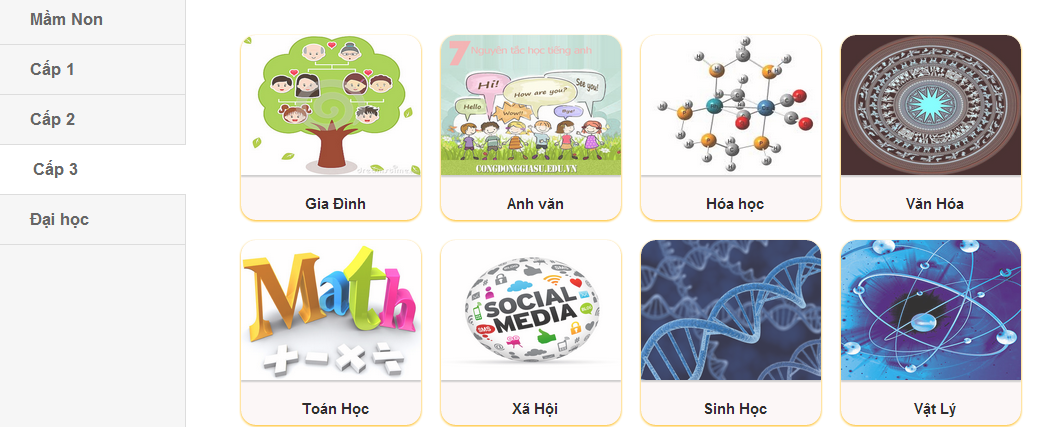 Mầm Non
Cấp 1
Cấp 2
Cấp 3
Đại học
7 Nguyên tắc học tiếng anh
Hi!
How are you?
See you!
Hello
Wow!!
Bye!
CONGDONGGIASU.EDU.VN
Gia Đình
Anh văn
Hóa học
Văn Hóa
Math
SOCIAL
MEDIA
SMS
Toán Học
Xã Hội
Sinh Học
Vật Lý